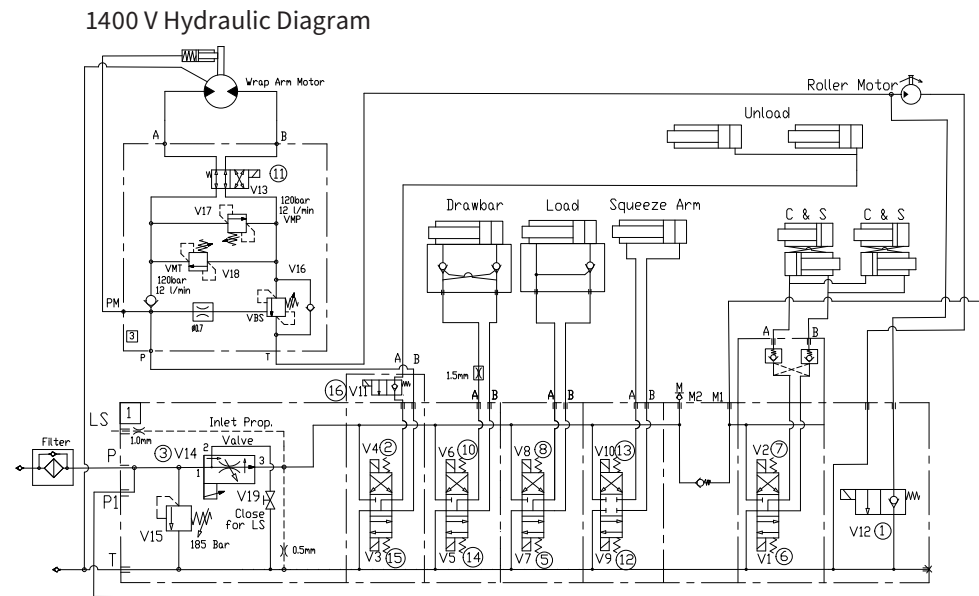 1400 V Hydraulic Diagram
Wrap Arm Motor
Roller Motor
Unload
A
B
W
11
V13
120bar
12 l/min
VMP
V17
Drawbar
Load
Squeeze Arm
C & S
C & S
VMT
V18
V16
120bar
12 l/min
PM
VBS
Ø0.7
3
P
T
A
B
A
B
16
V11
1.5mm
A
B
A
B
A
B
M
M2
M1
LS
1
1.0mm
Inlet Prop.
Valve
Filter
P
3
V14
2
1
3
V4
2
V6
10
V8
8
V10
13
V2
7
P1
V19
Close
for LS
V15
185 Bar
0.5mm
V12
1
T
V3
15
V5
14
V7
5
V9
12
V1
6